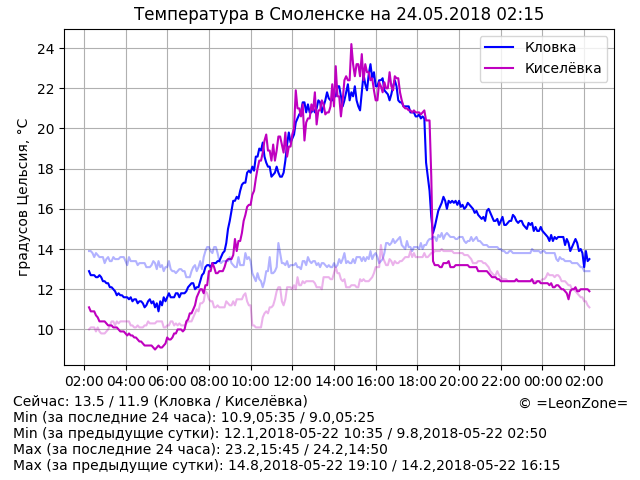 Температура в Смоленске на 24.05.2018 02:15
градусов Цельсия, °C
24
22
20
18
16
14
12
10
Кловка
Киселёвка
02:00 04:00 06:00 08:00 10:00 12:00 14:00 16:00 18:00 20:00 22:00 00:00 02:00
Сейчас: 13.5 / 11.9 (Кловка / Киселёвка)
© =LeonZone=
Min (за последние 24 часа): 10.9,05:35 / 9.0,05:25
Min (за предыдущие сутки): 12.1,2018-05-22 10:35 / 9.8,2018-05-22 02:50
Max (за последние 24 часа): 23.2,15:45 / 24.2,14:50
Max (за предыдущие сутки): 14.8,2018-05-22 19:10 / 14.2,2018-05-22 16:15